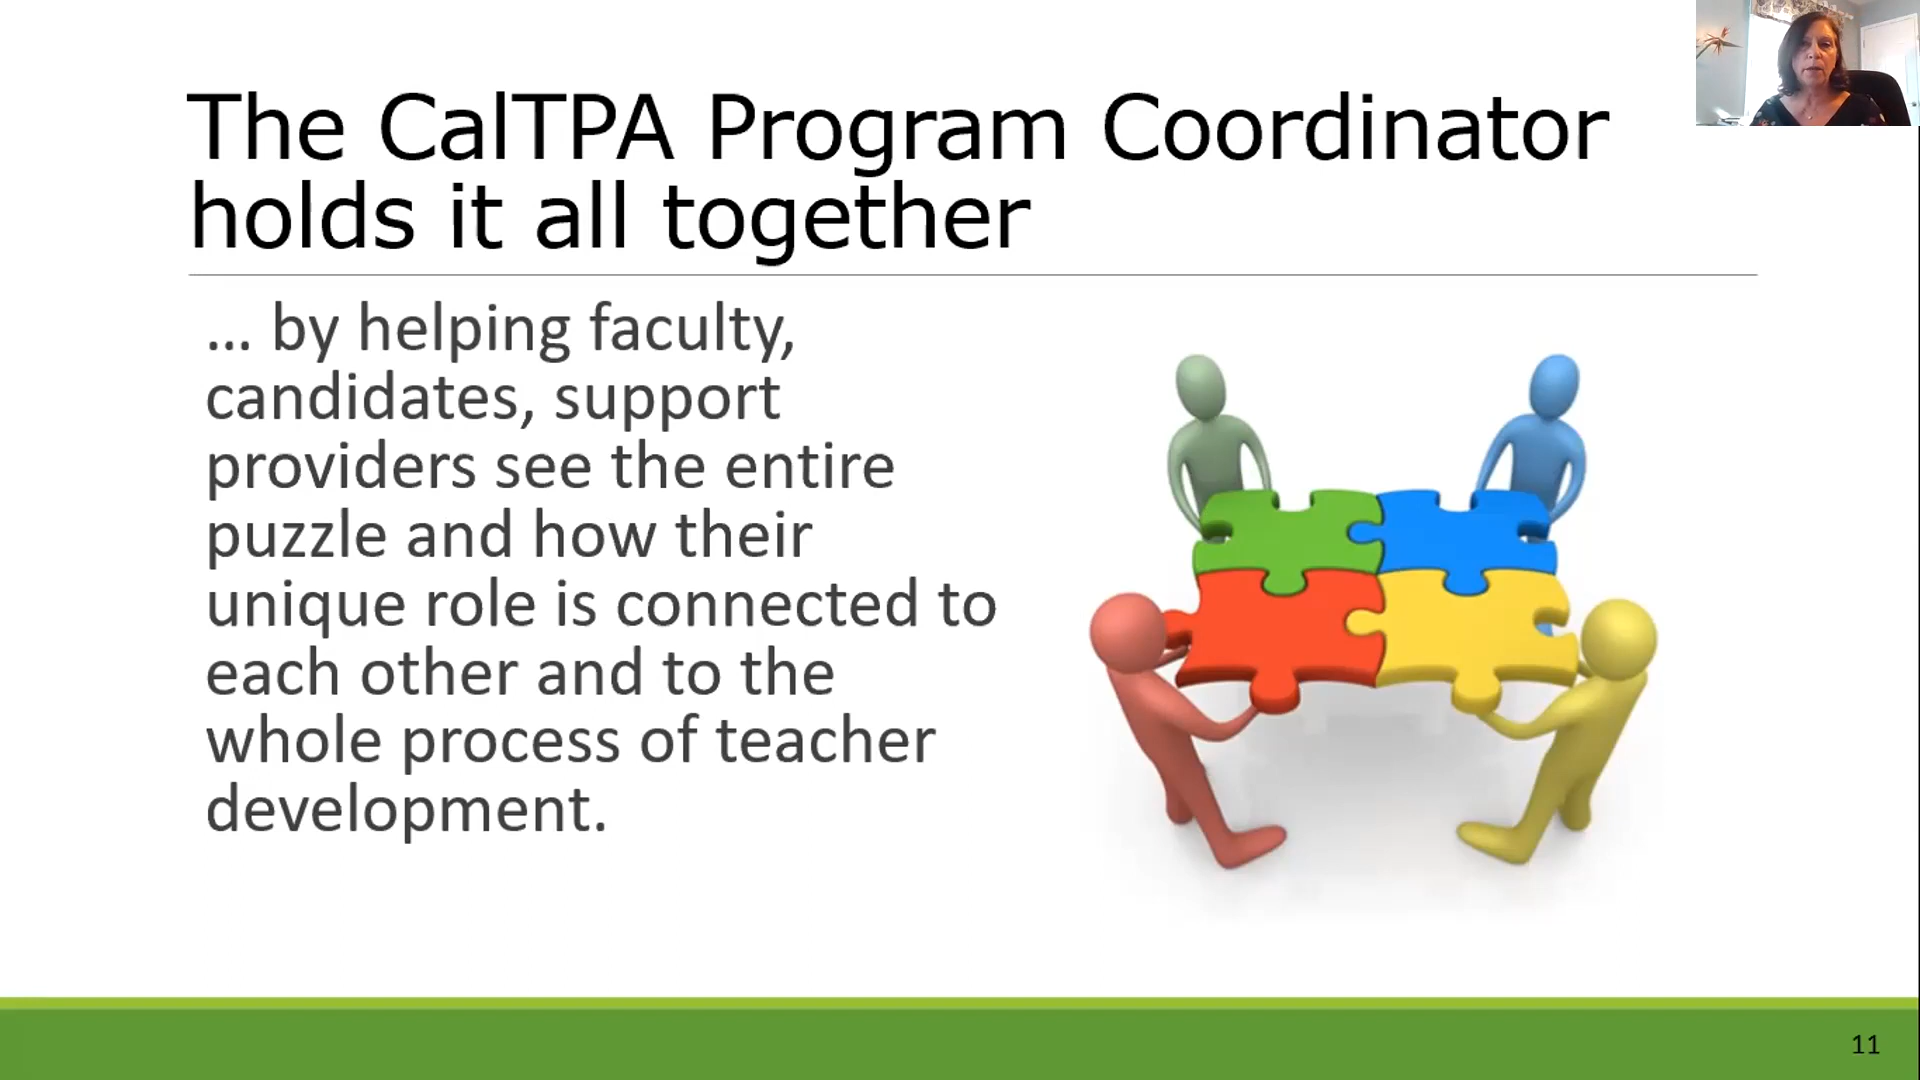 The CalTPA Program Coordinator
holds it all together
... by helping faculty,
candidates, support
providers see the entire
puzzle and how their
unique role is connected to
each other and to the
whole process of teacher
development.
11